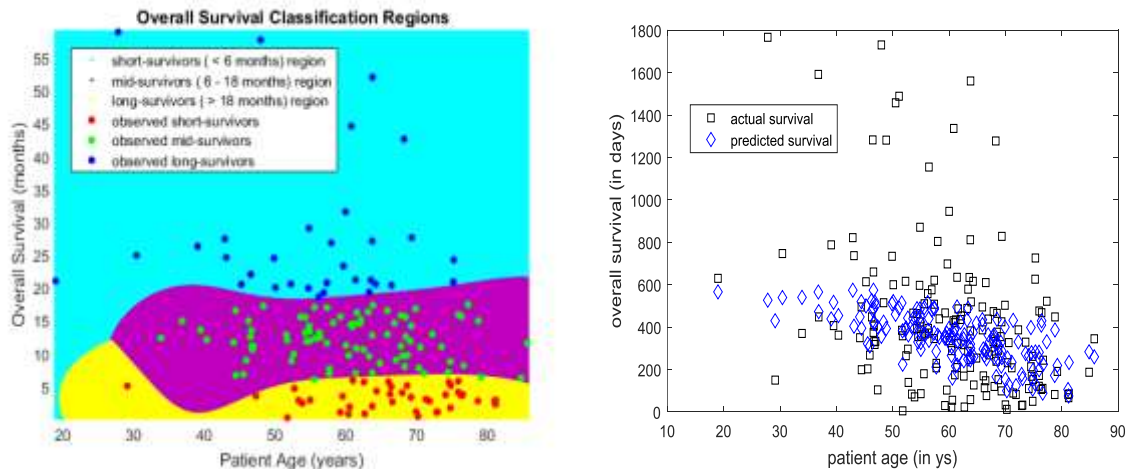 Overall Survival Classification Regions
short-survivors ( < 6 months) region
mid-survivors ( 6 - 18 months) region
long-survivors ( > 18 months) region
observed short-survivors
observed mid-survivors
observed long-survivors
Overall Survival (months)
55
50
45
40
35
30
25
20
15
10
5
20 30 40 50 60 70 80
Patient Age (years)
1800
1600
1400
1200
1000
800
600
400
200
0
actual survival
predicted survival
overall survival (in days)
10 20 30 40 50 60 70 80 90
patient age (in ys)